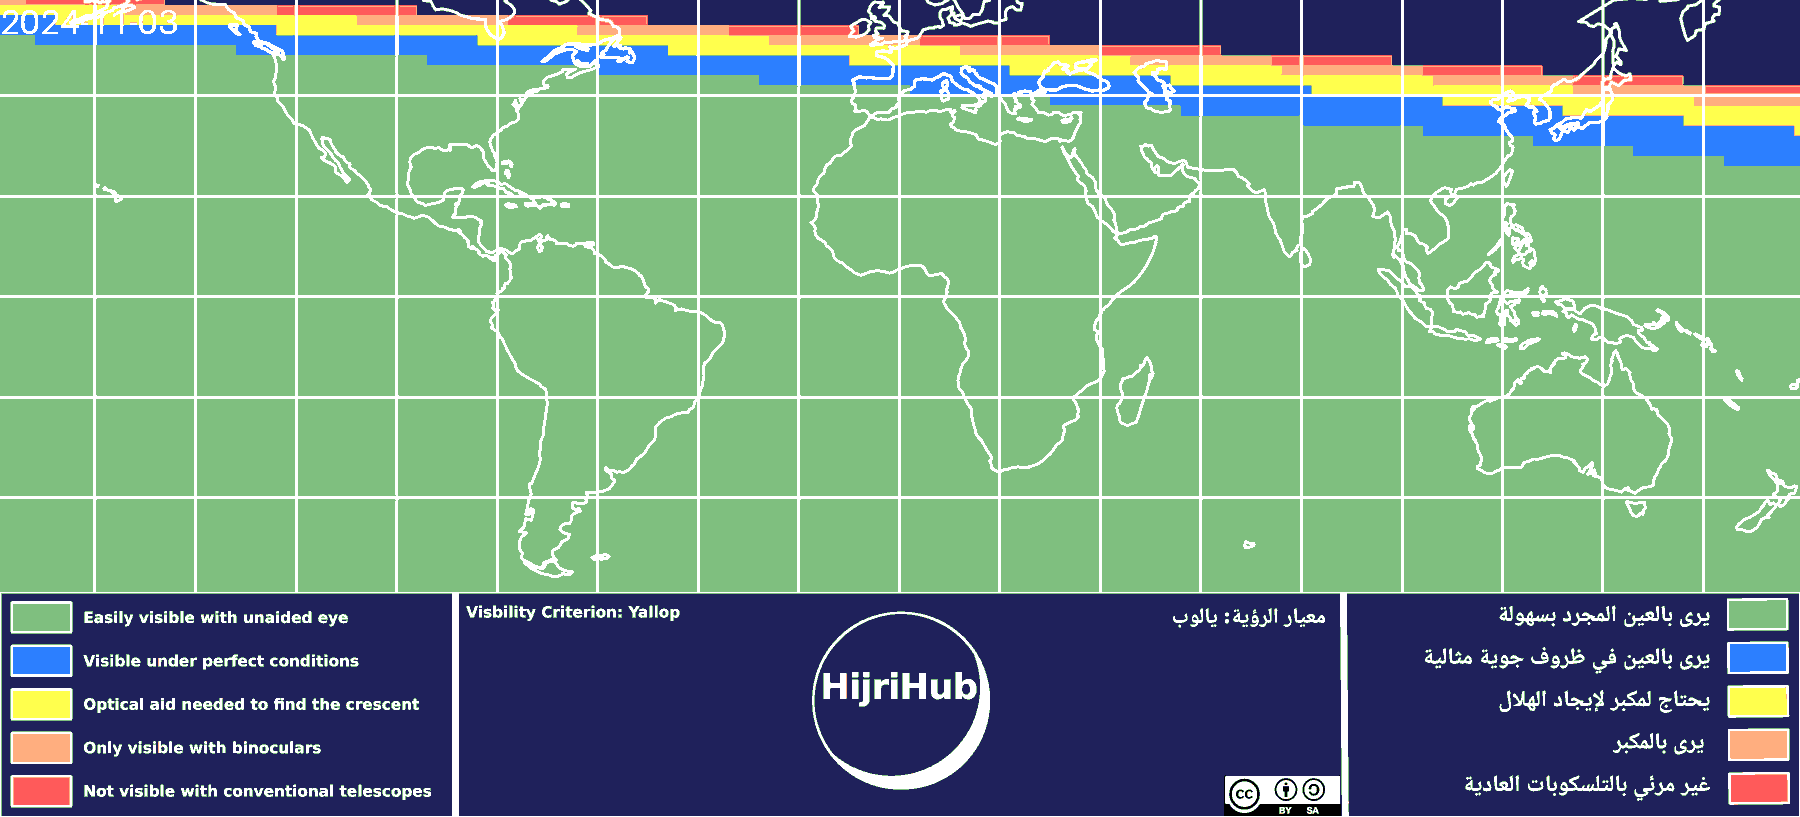 2024-11-03
Easily visible with unaided eye
Visible under perfect conditions
Optical aid needed to find the crescent
Only visible with binoculars
Not visible with conventional telescopes
Visbility Criterion: Yallop
معيار الرؤية: يالوب
HijriHub
cc
BY SA
يرى بالعين المجرد بسهولة
يرى بالعين في ظروف جوية مثالية
يحتاج لمكبر لإيجاد الهلال
يرى بالمكبر
غير مرئي بالتلسكوبات العادية